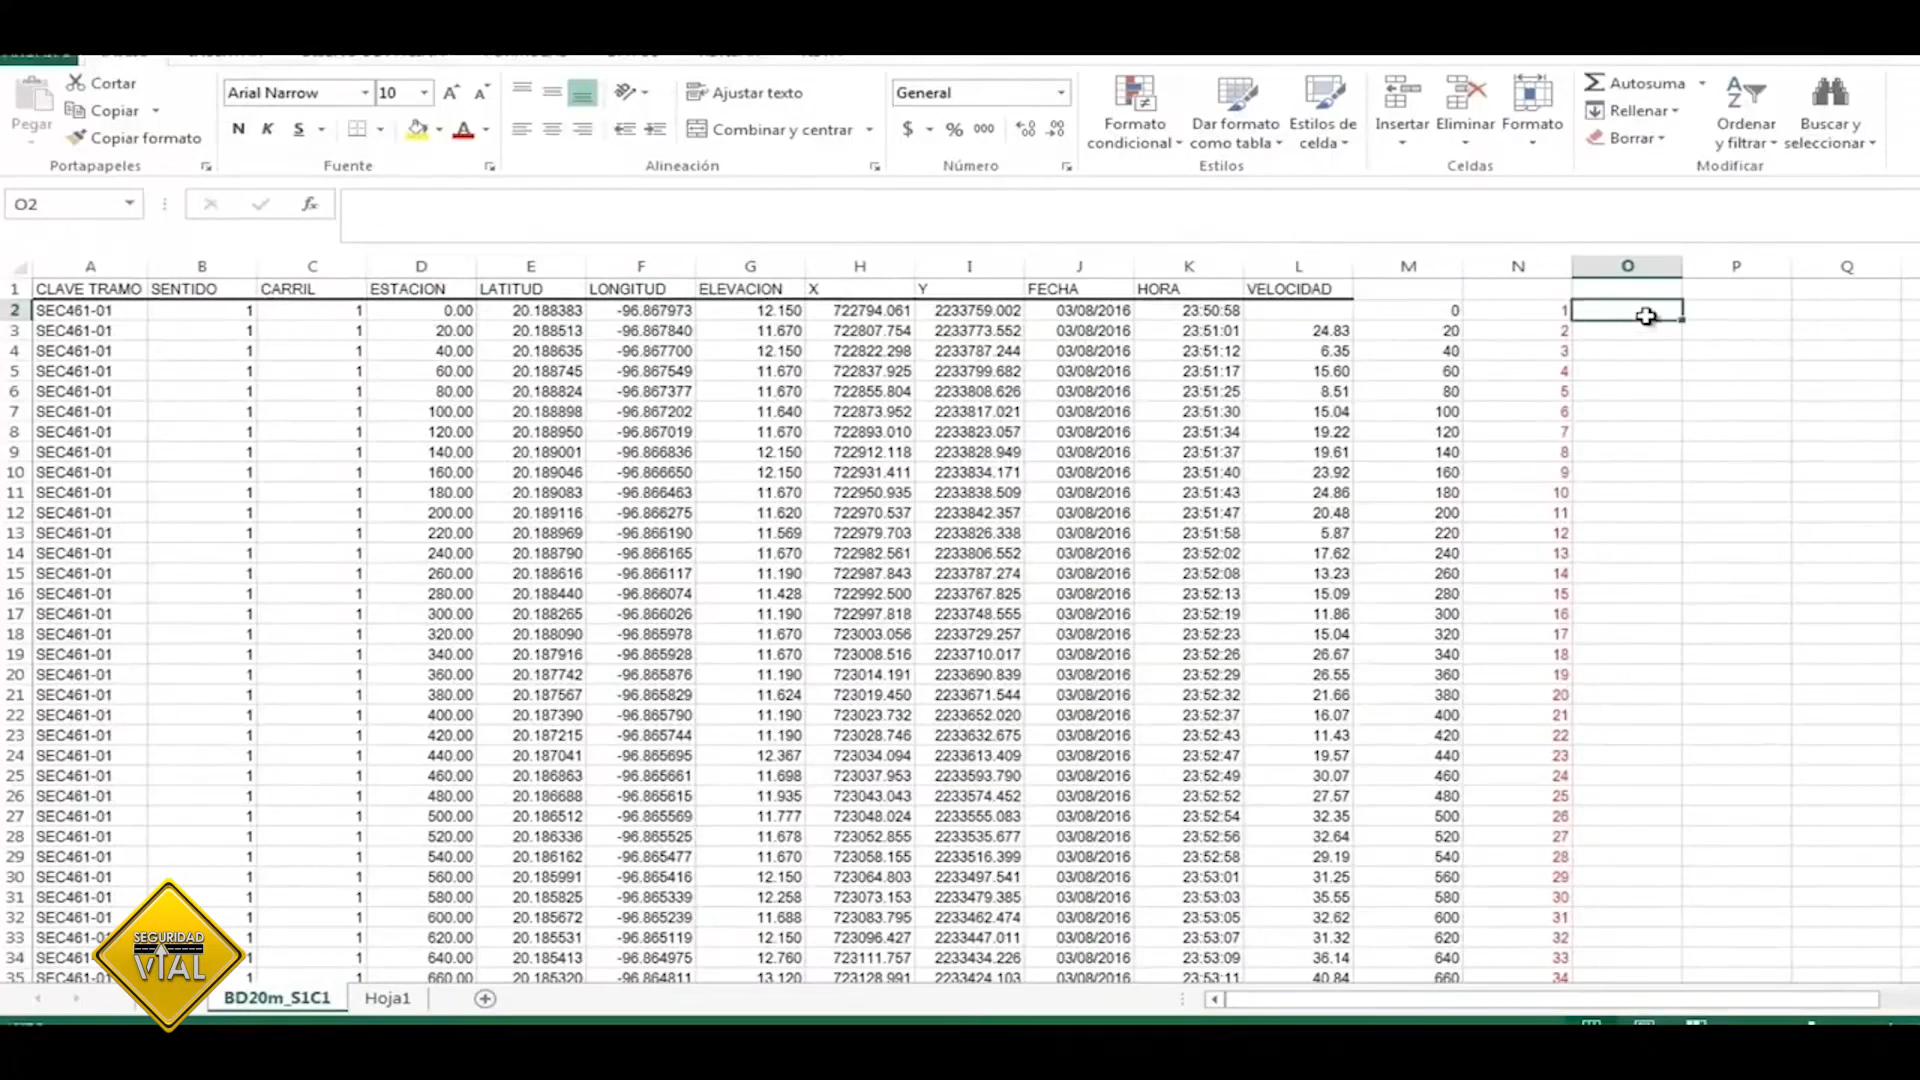 Cortar
Copiar
Copiar formato
Pegar
Portapapeles
Arial Narrow 10
N K S
Fuente
Ajustar texto
Combinar y centrar
Alineación
General
$ % 000
Número
Formato condicional
Dar formato como tabla
Estilos de celda
Estilos
Insertar
Eliminar
Formato
Celdas
Autosuma
Rellenar
Borrar
Ordenar y filtrar
Buscar y seleccionar
Modificar
O2
fx
A B C D E F G H I J K L M N O P Q
1 CLAVE TRAMO SENTIDO CARRIL ESTACION LATITUD LONGITUD ELEVACION X Y FECHA HORA VELOCIDAD
2 SEC461-01 1 1 0.00 20.188383 -96.867973 12.150 722794.061 2233759.002 03/08/2016 23:50:58 0 1
3 SEC461-01 1 1 20.00 20.188513 -96.867840 11.670 722807.754 2233773.552 03/08/2016 23:51:01 24.83 20 2
4 SEC461-01 1 1 40.00 20.188635 -96.867700 12.150 722822.298 2233787.244 03/08/2016 23:51:12 6.35 40 3
5 SEC461-01 1 1 60.00 20.188745 -96.867549 11.670 722837.925 2233799.682 03/08/2016 23:51:17 15.60 60 4
6 SEC461-01 1 1 80.00 20.188824 -96.867377 11.670 722855.804 2233808.626 03/08/2016 23:51:25 8.51 80 5
7 SEC461-01 1 1 100.00 20.188898 -96.867202 11.640 722873.952 2233817.021 03/08/2016 23:51:30 15.04 100 6
8 SEC461-01 1 1 120.00 20.188950 -96.867019 11.670 722893.010 2233823.057 03/08/2016 23:51:34 19.22 120 7
9 SEC461-01 1 1 140.00 20.189001 -96.866836 12.150 722912.118 2233828.949 03/08/2016 23:51:37 19.61 140 8
10 SEC461-01 1 1 160.00 20.189046 -96.866650 12.150 722931.411 2233834.171 03/08/2016 23:51:40 23.92 160 9
11 SEC461-01 1 1 180.00 20.189083 -96.866463 11.670 722950.935 2233838.509 03/08/2016 23:51:43 24.86 180 10
12 SEC461-01 1 1 200.00 20.189116 -96.866275 11.620 722970.537 2233842.357 03/08/2016 23:51:47 20.48 200 11
13 SEC461-01 1 1 220.00 20.188969 -96.866190 11.569 722979.703 2233826.338 03/08/2016 23:51:58 5.87 220 12
14 SEC461-01 1 1 240.00 20.188790 -96.866165 11.670 722982.561 2233806.552 03/08/2016 23:52:02 17.62 240 13
15 SEC461-01 1 1 260.00 20.188616 -96.866117 11.190 722987.843 2233787.274 03/08/2016 23:52:08 13.23 260 14
16 SEC461-01 1 1 280.00 20.188440 -96.866074 11.428 722992.500 2233767.825 03/08/2016 23:52:13 15.09 280 15
17 SEC461-01 1 1 300.00 20.188265 -96.866026 11.190 722997.818 2233748.555 03/08/2016 23:52:19 11.86 300 16
18 SEC461-01 1 1 320.00 20.188090 -96.865978 11.670 723003.056 2233729.257 03/08/2016 23:52:23 15.04 320 17
19 SEC461-01 1 1 340.00 20.187916 -96.865928 11.670 723008.516 2233710.017 03/08/2016 23:52:26 26.67 340 18
20 SEC461-01 1 1 360.00 20.187742 -96.865876 11.190 723014.191 2233690.839 03/08/2016 23:52:29 26.55 360 19
21 SEC461-01 1 1 380.00 20.187567 -96.865829 11.624 723019.450 2233671.544 03/08/2016 23:52:32 21.66 380 20
22 SEC461-01 1 1 400.00 20.187390 -96.865790 11.190 723023.732 2233652.020 03/08/2016 23:52:37 16.07 400 21
23 SEC461-01 1 1 420.00 20.187215 -96.865744 11.190 723028.746 2233632.675 03/08/2016 23:52:43 11.43 420 22
24 SEC461-01 1 1 440.00 20.187041 -96.865695 12.367 723034.094 2233613.409 03/08/2016 23:52:47 19.57 440 23
25 SEC461-01 1 1 460.00 20.186863 -96.865661 11.698 723037.953 2233593.790 03/08/2016 23:52:49 30.07 460 24
26 SEC461-01 1 1 480.00 20.186688 -96.865615 11.935 723043.043 2233574.452 03/08/2016 23:52:52 27.57 480 25
27 SEC461-01 1 1 500.00 20.186512 -96.865569 11.777 723048.024 2233555.083 03/08/2016 23:52:54 32.35 500 26
28 SEC461-01 1 1 520.00 20.186336 -96.865525 11.678 723052.855 2233535.677 03/08/2016 23:52:56 32.64 520 27
29 SEC461-01 1 1 540.00 20.186162 -96.865477 11.670 723058.155 2233516.399 03/08/2016 23:52:58 29.19 540 28
30 SEC461-01 1 1 560.00 20.185991 -96.865416 12.150 723064.803 2233497.541 03/08/2016 23:53:01 31.25 560 29
31 SEC461-01 1 1 580.00 20.185825 -96.865339 12.258 723073.153 2233479.385 03/08/2016 23:53:03 35.55 580 30
32 SEC461-01 1 1 600.00 20.185672 -96.865239 11.688 723083.795 2233462.474 03/08/2016 23:53:05 32.62 600 31
33 SEC461-0 1 1 620.00 20.185531 -96.865119 12.150 723096.427 2233447.011 03/08/2016 23:53:07 31.32 620 32
34 SEC461- 1 1 640.00 20.185413 -96.864975 12.760 723111.757 2233434.226 03/08/2016 23:53:09 36.14 640 33
35 SEC461-0 1 1 660.00 20.185320 -96.864811 13.120 723128.991 2233424.103 03/08/2016 23:53:11 40.84 660 34
SEGURIDAD
VIAL
BD20m_S1C1 Hoja1